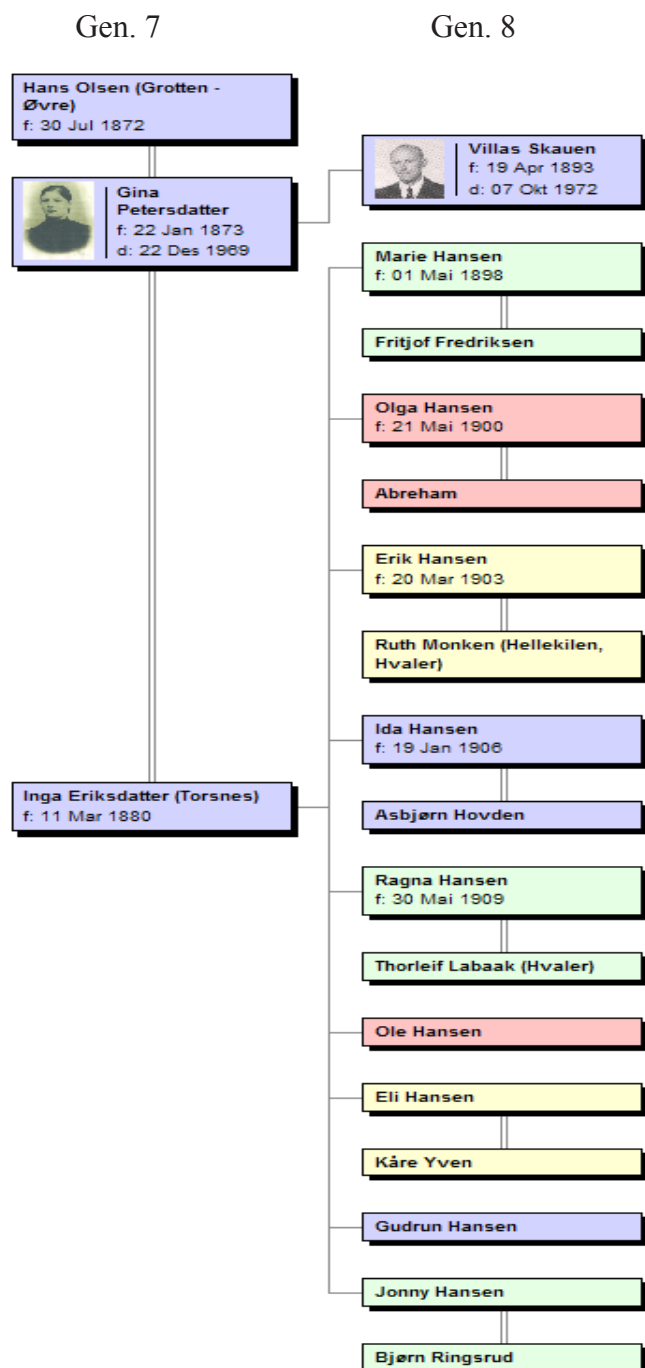 Gen. 7
Gen. 8
Hans Olsen (Grotten -
Øvre)
f: 30 Jul 1872
Gina
Petersdatter
f: 22 Jan 1873
d: 22 Des 1969
Villas Skauen
f: 19 Apr 1893
d: 07 Okt 1972
Marie Hansen
f: 01 Mai 1898
Fritjof Fredriksen
Olga Hansen
f: 21 Mai 1900
Abreham
Erik Hansen
f: 20 Mar 1903
Ruth Monken (Hellekilen,
Hvaler)
Ida Hansen
f: 19 Jan 1906
Inga Eriksdatter (Torsnes)
f: 11 Mar 1880
Asbjørn Hovden
Ragna Hansen
f: 30 Mai 1909
Thorleif Labaak (Hvaler)
Ole Hansen
Eli Hansen
Kåre Yven
Gudrun Hansen
Jonny Hansen
Bjørn Ringsrud